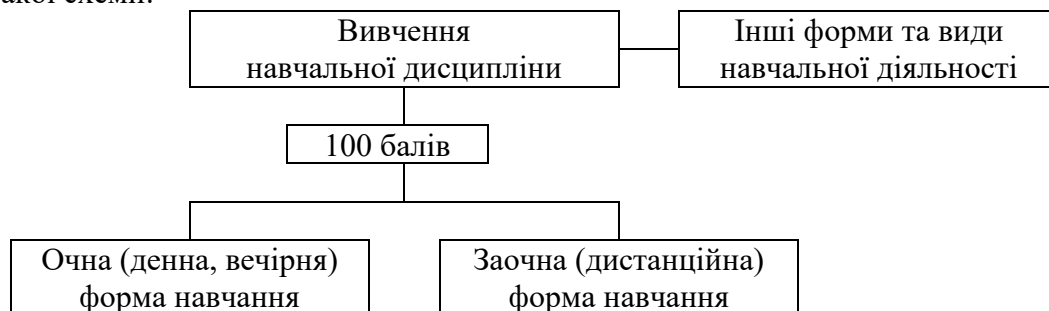 Вивчення
навчальної дисципліни
Інші форми та види
навчальної діяльності
100 балів
Очна (денна, вечірня)
форма навчання
Заочна (дистанційна)
форма навчання